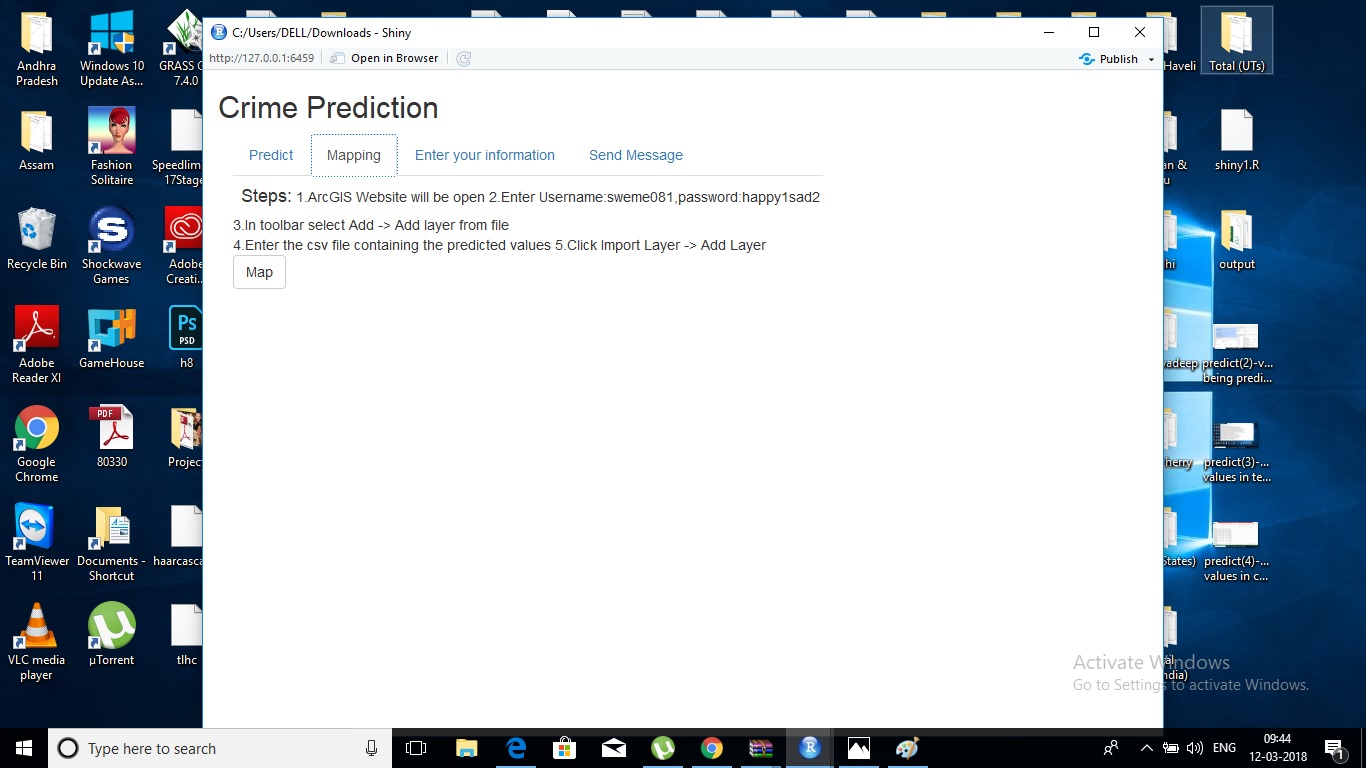 C:/Users/DELL/Downloads - Shiny
http://127.0.0.1:6459
Open in Browser
Publish
Crime Prediction
Predict
Mapping
Enter your information
Send Message
Steps: 1.ArcGIS Website will be open 2.Enter Username:sweme081,password:happy1sad2
3.In toolbar select Add -> Add layer from file
4.Enter the csv file containing the predicted values 5.Click Import Layer -> Add Layer
Map
Andhra
Pradesh
Windows 10
Update As...
GRASS G
7.4.0
Assam
Fashion
Solitaire
Speedlim
17Stage
Recycle Bin
Shockwave
Games
Adobe
Creati..
Adobe
Reader XI
GameHouse
Ps
PSD
h8
Google
Chrome
PDF
80330
Project
TeamViewer
11
Documents -
Shortcut
haarcasca
VLC media
player
µTorrent
tlhc
Haveli
Total (UTs)
an &
u
shiny1.R
hi
output
adeep
predict(2)-v...
being predi...
herry
predict(3)-...
values in te...
States)
predict(4)-...
values in c...
al
ndia)
Activate Windows
Go to Settings to activate Windows.
Type here to search
ENG
09:44
12-03-2018
1